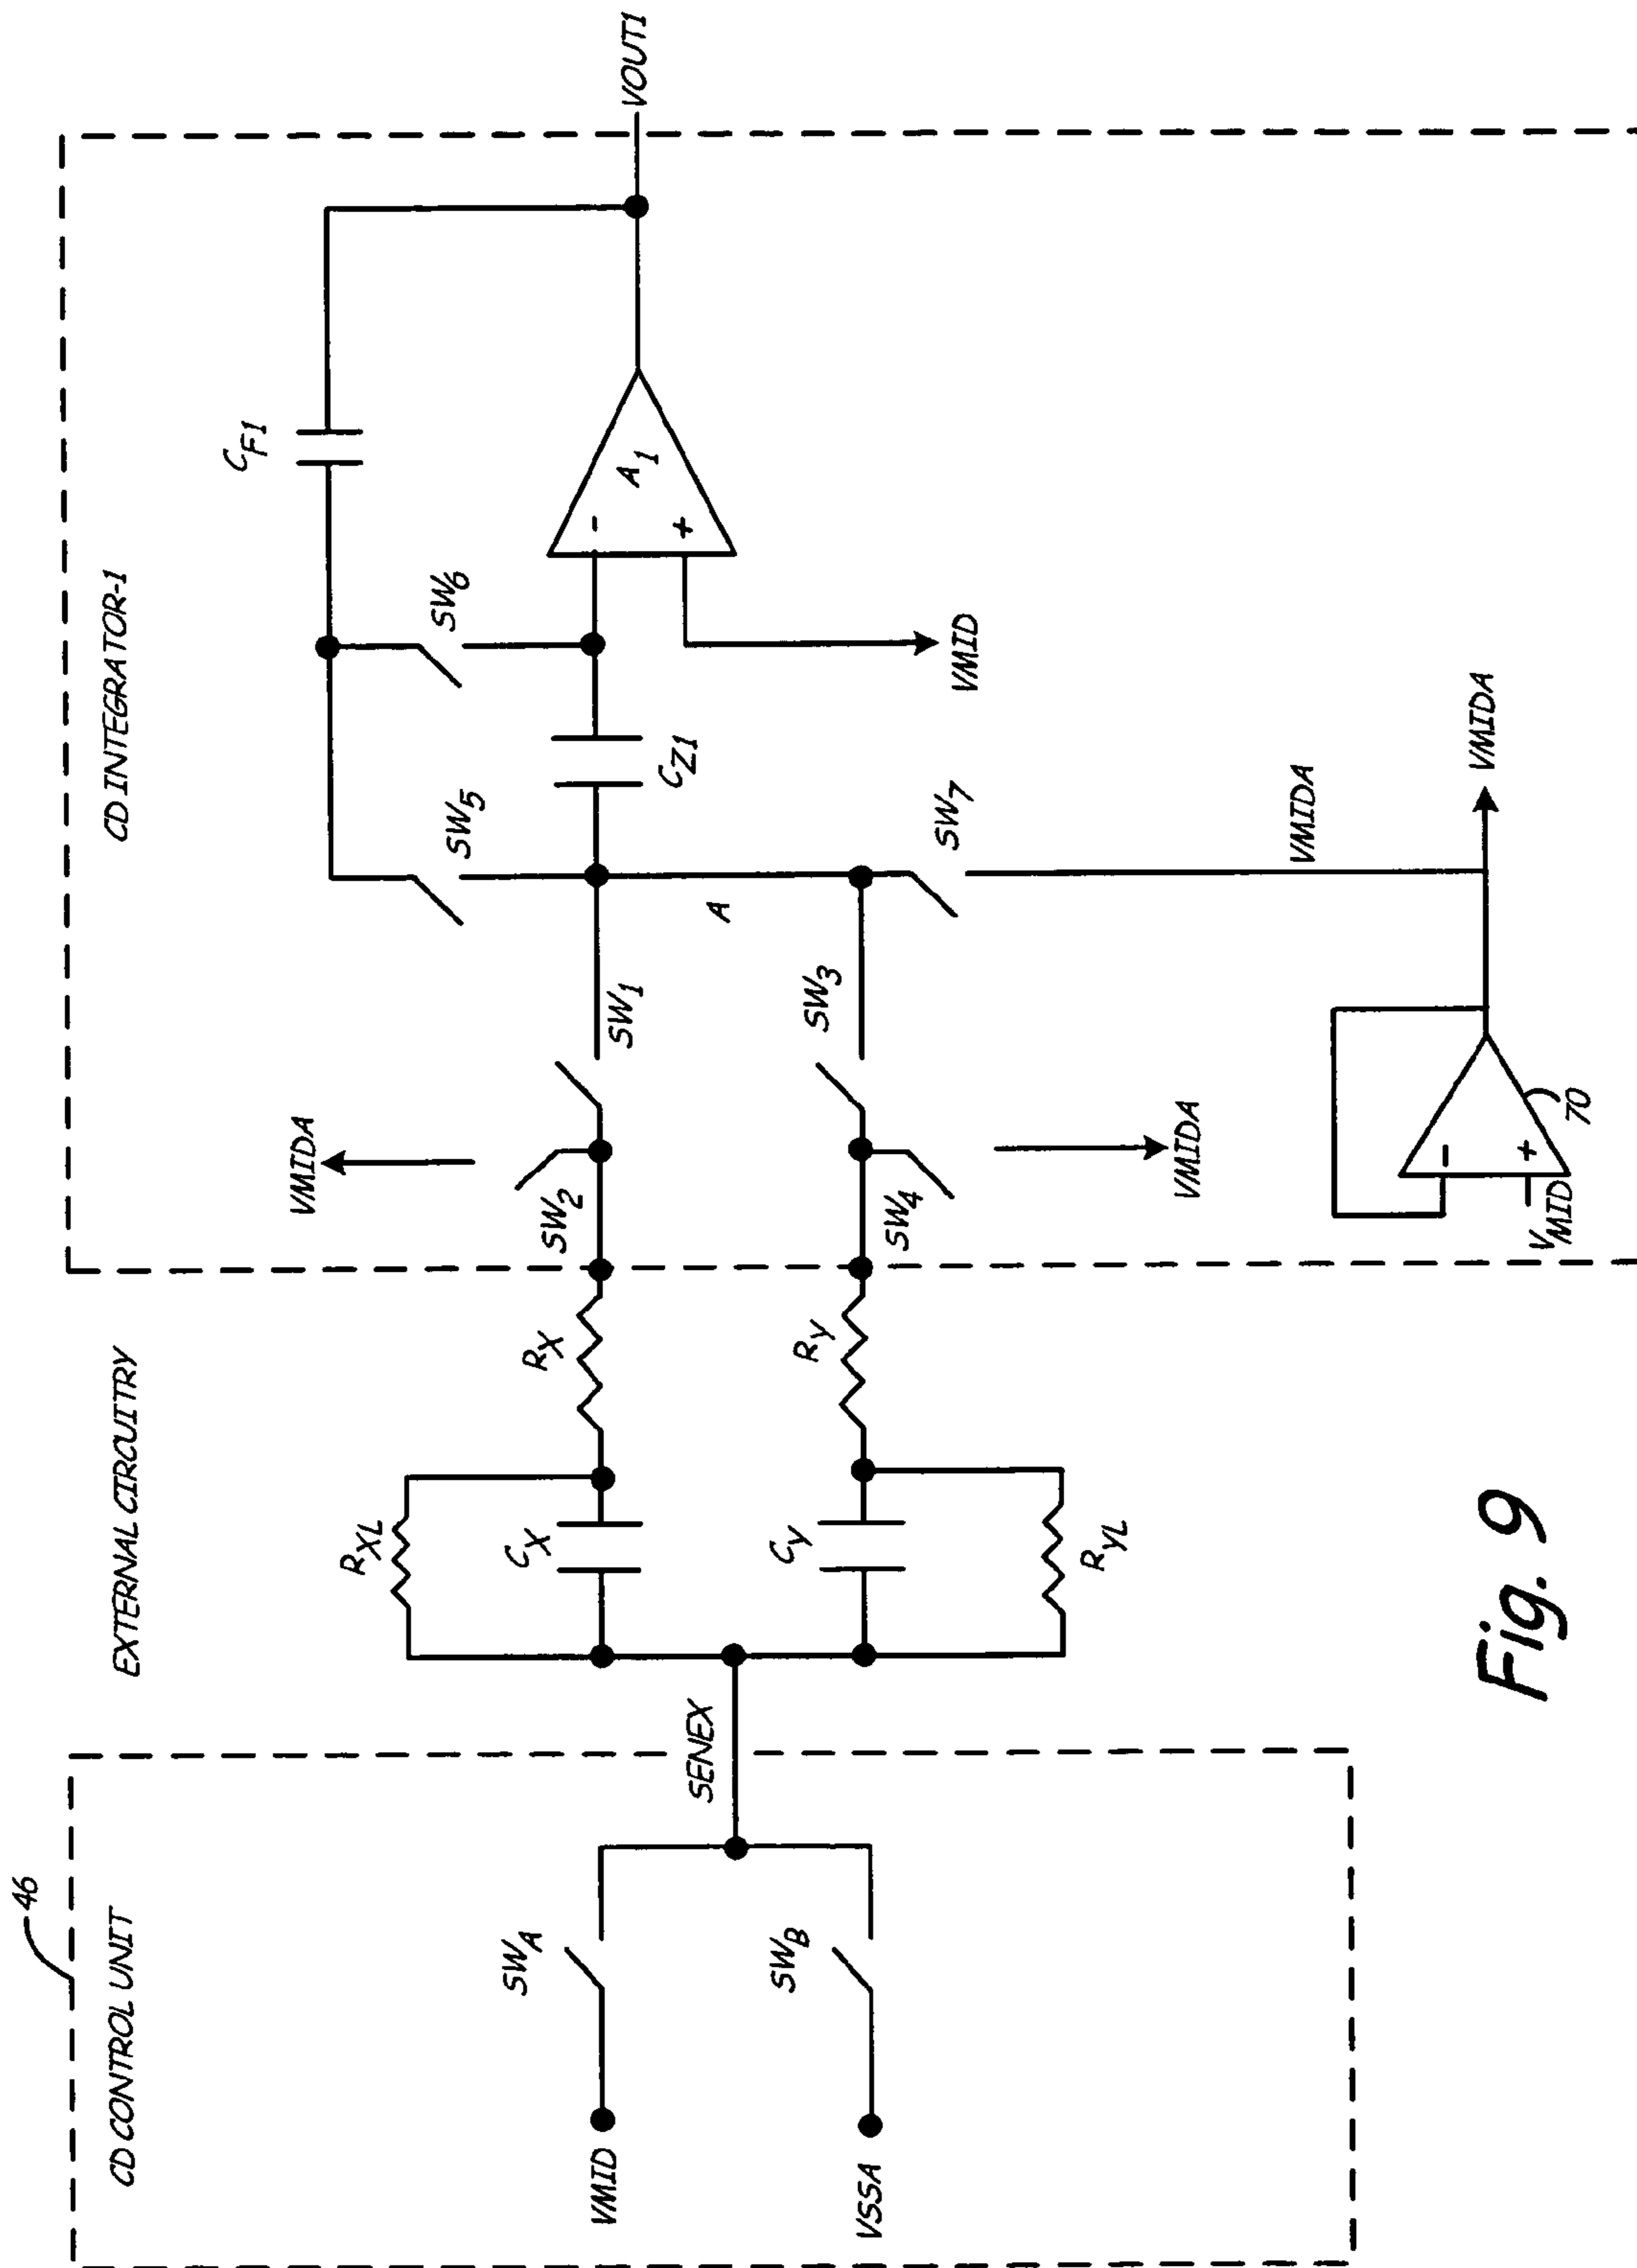 46
CD CONTROL UNIT
VMID
SWA
VSSA
SWB
SENEX
EXTERNAL CIRCUITRY
RXL
CX
RX
CY
RY
RYL
CD INTEGRATOR-1
VMIDA
SW2
SW1
SW4
SW3
VMIDA
A
SW5
SW6
CZ1
CF1
A1
-
+
VMID
VOUT1
SW7
VMIDA
VMIDA
-
+
VMID
70
Fig. 9